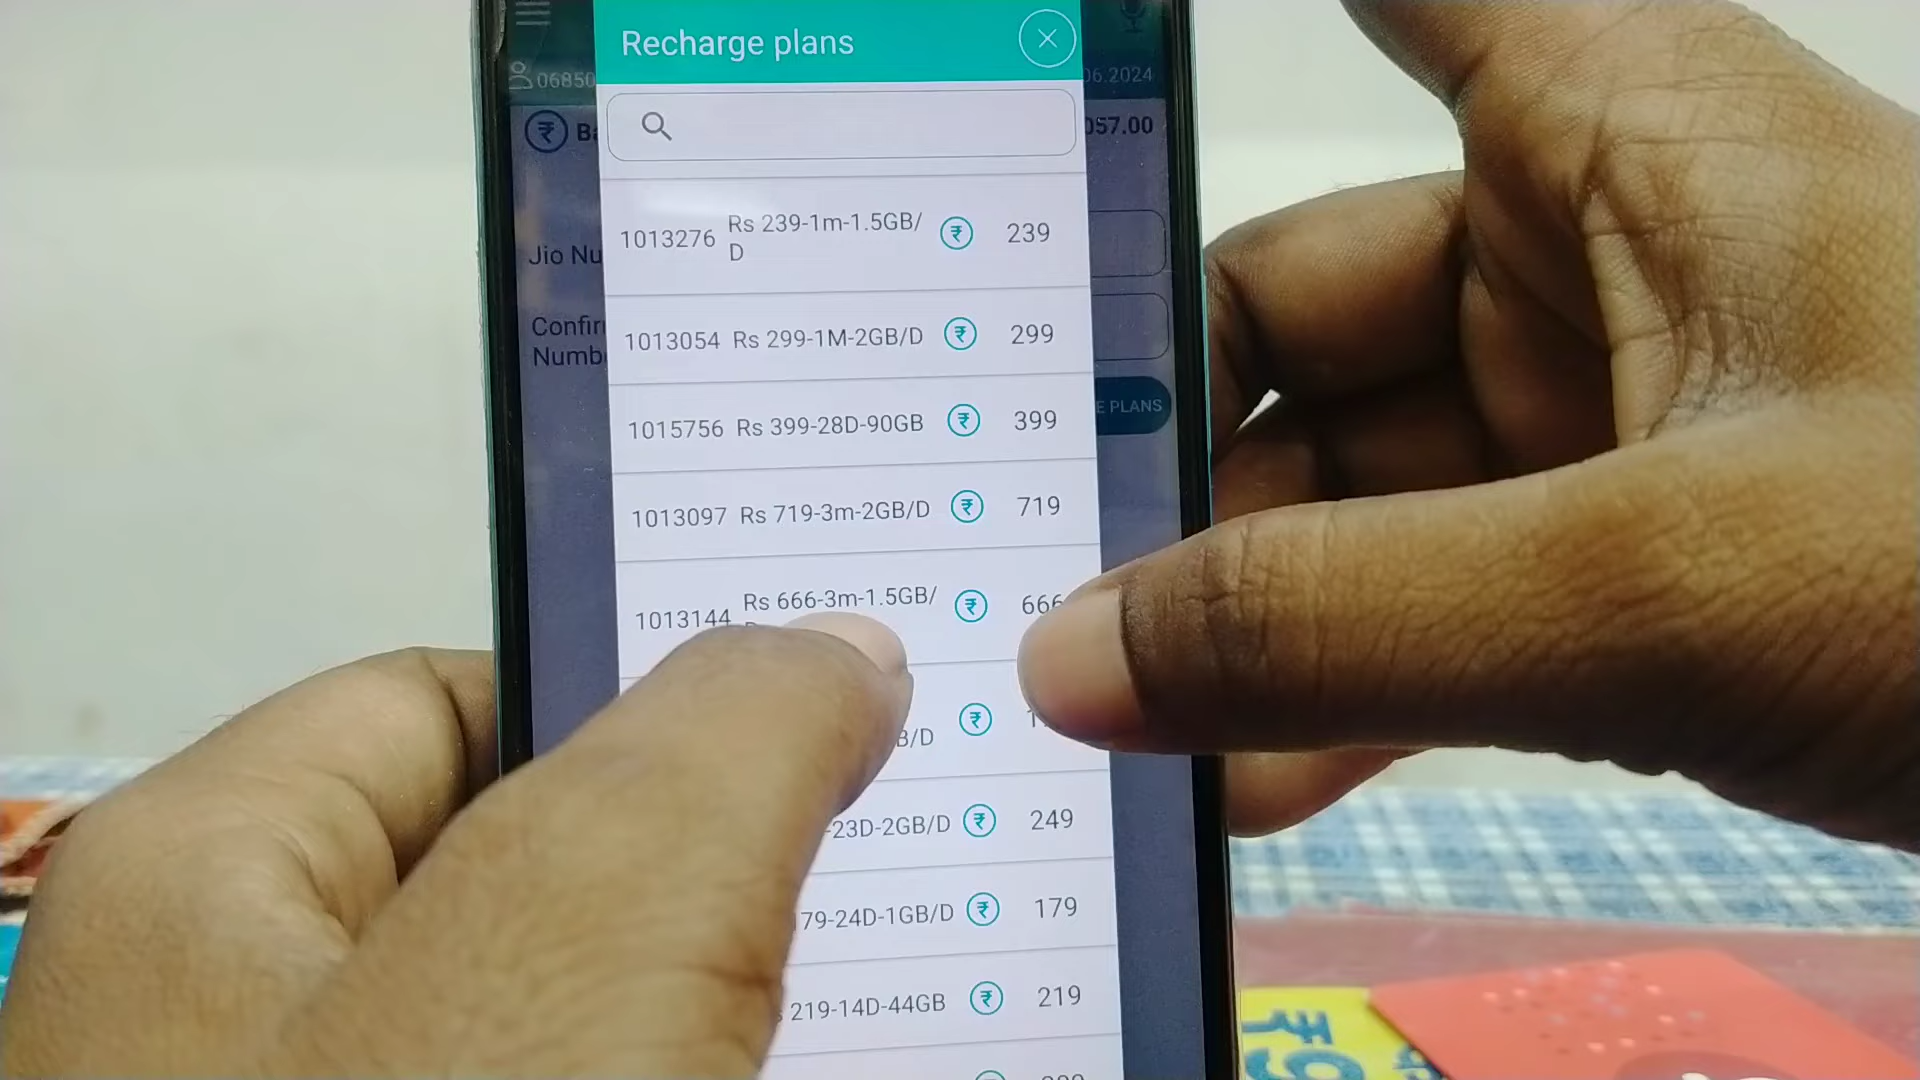 Recharge plans
06850
06.2024
057.00
1013276 Rs 239-1m-1.5GB/
D
239
Jio Nu
1013054 Rs 299-1M-2GB/D 299
Confir
Numb
1015756 Rs 399-28D-90GB 399
E PLANS
1013097 Rs 719-3m-2GB/D 719
1013144 Rs 666-3m-1.5GB/ 666
B/D
-23D-2GB/D 249
179-24D-1GB/D 179
219-14D-44GB 219
₹9